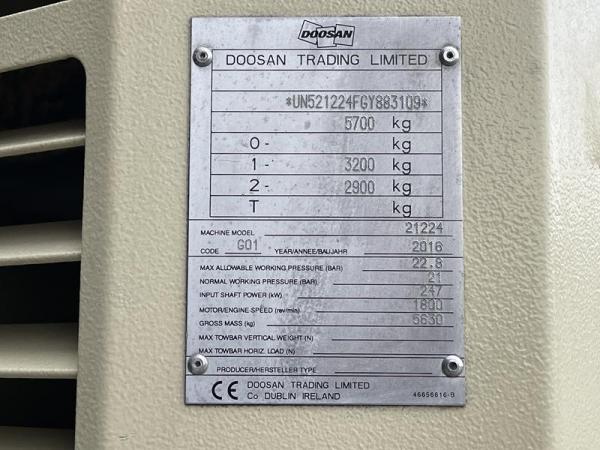 DOOSAN
DOOSAN TRADING LIMITED
*UN521224FGY883109*
5700 kg
0- kg
1- 3200 kg
2- 2900 kg
T kg
MACHINE MODEL 21224
CODE G01 YEAR/ANNEE/BAUJAHR 2016
MAX ALLOWABLE WORKING PRESSURE (BAR) 22.8
NORMAL WORKING PRESSURE (BAR) 21
INPUT SHAFT POWER (kW) 247
MOTOR/ENGINE SPEED (rev/min) 1800
GROSS MASS (kg) 5630
MAX TOWBAR VERTICAL WEIGHT (N)
MAX TOWBAR HORIZ. LOAD (N)
PRODUCER/HERSTELLER TYPE
CE DOOSAN TRADING LIMITED
Co DUBLIN IRELAND 46656616-B